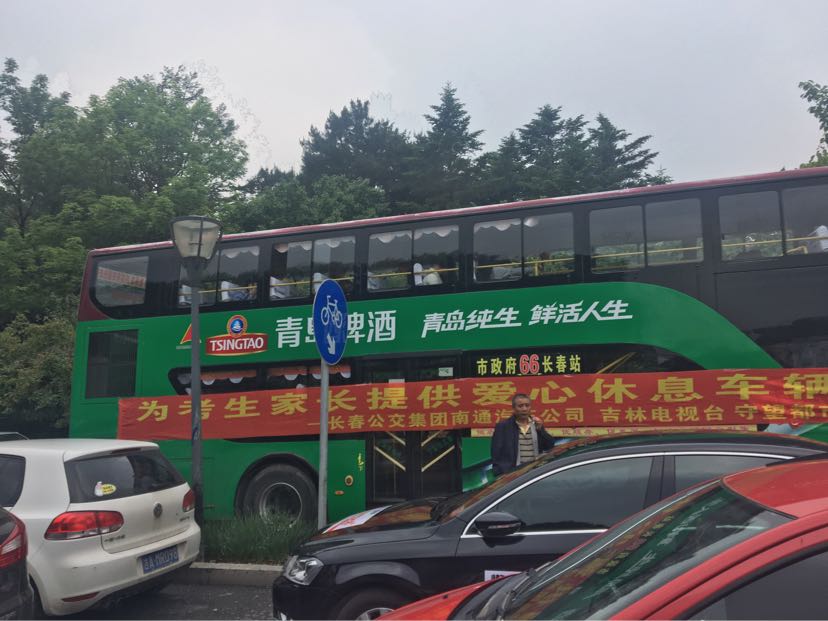 TSINGTAO
青岛啤酒
青岛纯生 鲜活人生
市政府66长春站
为考生家长提供爱心休息车辆
长春公交集团南通汽车公司 吉林电视台 守望都市